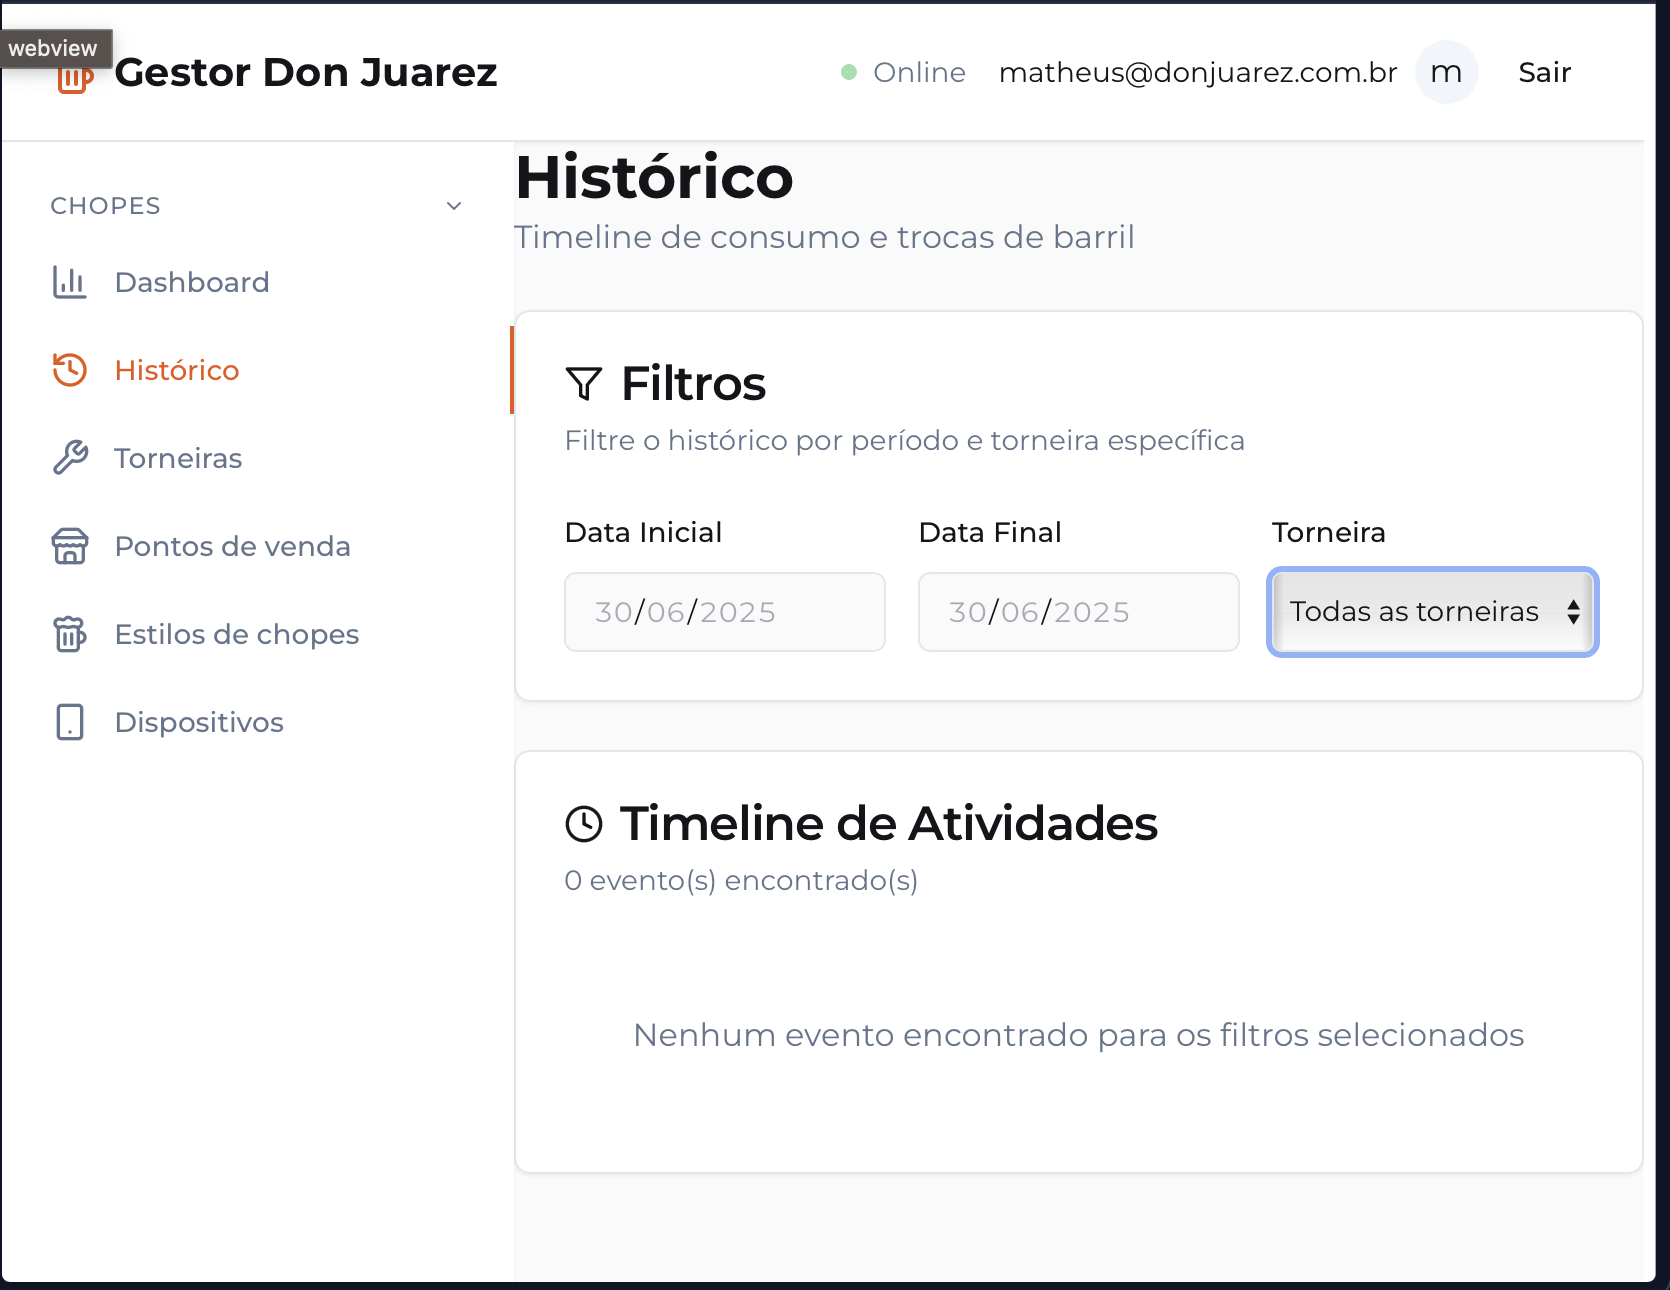 webview
Gestor Don Juarez
Online
matheus@donjuarez.com.br
m
Sair
CHOPES
Dashboard
Histórico
Torneiras
Pontos de venda
Estilos de chopes
Dispositivos
Histórico
Timeline de consumo e trocas de barril
Filtros
Filtre o histórico por período e torneira específica
Data Inicial
30/06/2025
Data Final
30/06/2025
Torneira
Todas as torneiras
Timeline de Atividades
0 evento(s) encontrado(s)
Nenhum evento encontrado para os filtros selecionados